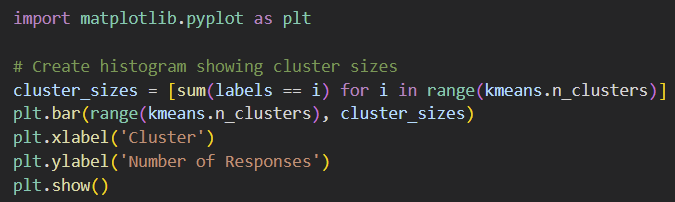 import matplotlib.pyplot as plt
# Create histogram showing cluster sizes
cluster_sizes = [sum(labels == i) for i in range(kmeans.n_clusters)]
plt.bar(range(kmeans.n_clusters), cluster_sizes)
plt.xlabel('Cluster')
plt.ylabel('Number of Responses')
plt.show()